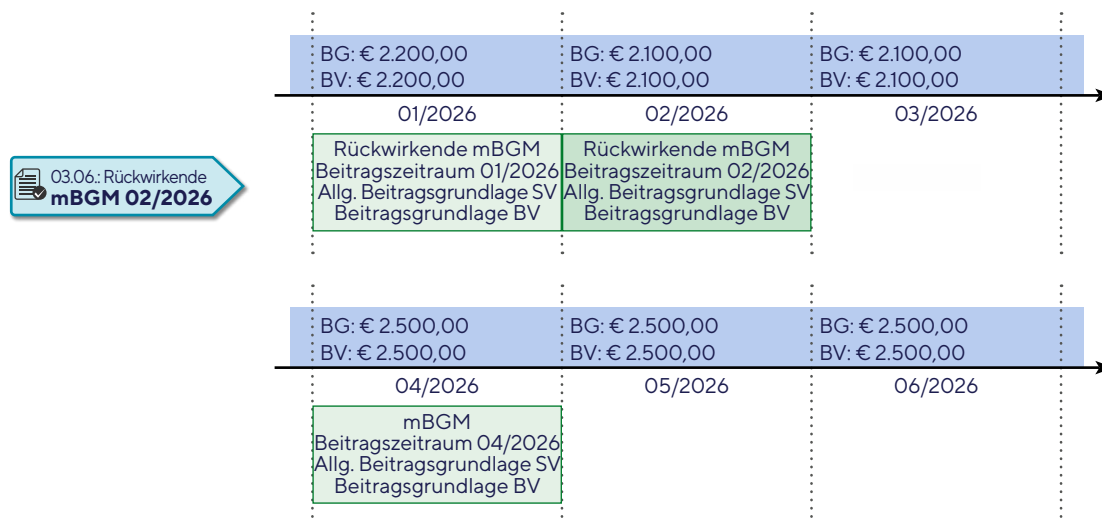 BG: € 2.200,00
BV: € 2.200,00
BG: € 2.100,00
BV: € 2.100,00
BG: € 2.100,00
BV: € 2.100,00
01/2026
02/2026
03/2026
03.06.: Rückwirkende
mBGM 02/2026
Rückwirkende mBGM
Beitragszeitraum 01/2026
Allg. Beitragsgrundlage SV
Beitragsgrundlage BV
Rückwirkende mBGM
Beitragszeitraum 02/2026
Allg. Beitragsgrundlage SV
Beitragsgrundlage BV
BG: € 2.500,00
BV: € 2.500,00
BG: € 2.500,00
BV: € 2.500,00
BG: € 2.500,00
BV: € 2.500,00
04/2026
05/2026
06/2026
mBGM
Beitragszeitraum 04/2026
Allg. Beitragsgrundlage SV
Beitragsgrundlage BV